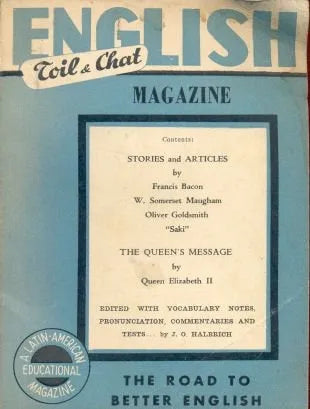 ENGLISH
Toil & Chat
MAGAZINE
Contents:
STORIES and ARTICLES
by
Francis Bacon
W. Somerset Maugham
Oliver Goldsmith
"Saki"
THE QUEEN'S MESSAGE
by
Queen Elizabeth II
EDITED WITH VOCABULARY NOTES,
PRONUNCIATION, COMMENTARIES AND
TESTS... by J. O. HALBRICH
A LATIN-AMERICAN
EDUCATIONAL
MAGAZINE
THE ROAD TO
BETTER ENGLISH